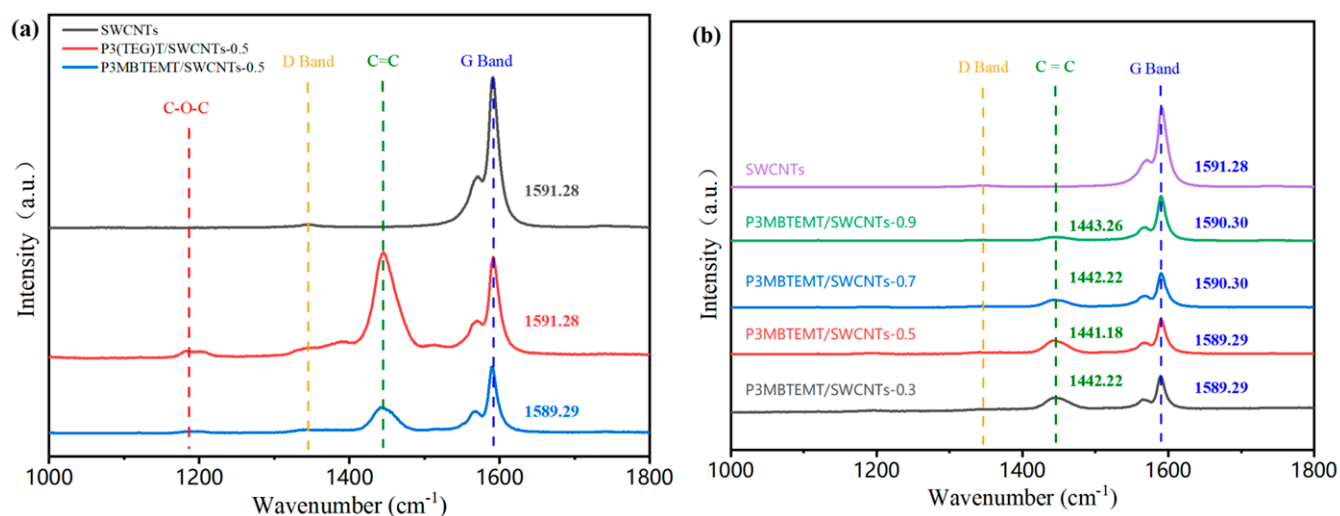 (a)
SWCNTs
P3(TEG)T/SWCNTs-0.5
P3MBTEMT/SWCNTs-0.5
D Band
C=C
G Band
C-O-C
1591.28
1591.28
1589.29
Intensity（a.u.）
1000
1200
1400
1600
1800
Wavenumber (cm-1)
(b)
D Band
C = C
G Band
SWCNTs
1591.28
P3MBTEMT/SWCNTs-0.9
1443.26
1590.30
P3MBTEMT/SWCNTs-0.7
1442.22
1590.30
P3MBTEMT/SWCNTs-0.5
1441.18
1589.29
P3MBTEMT/SWCNTs-0.3
1442.22
1589.29
Intensity（a.u.）
1000
1200
1400
1600
1800
Wavenumber (cm-1)